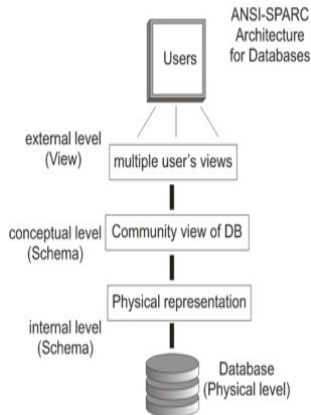 ANSI-SPARC
Architecture
for Databases
Users
external level
(View)
multiple user's views
conceptual level
(Schema)
Community view of DB
Physical representation
internal level
(Schema)
Database
(Physical level)